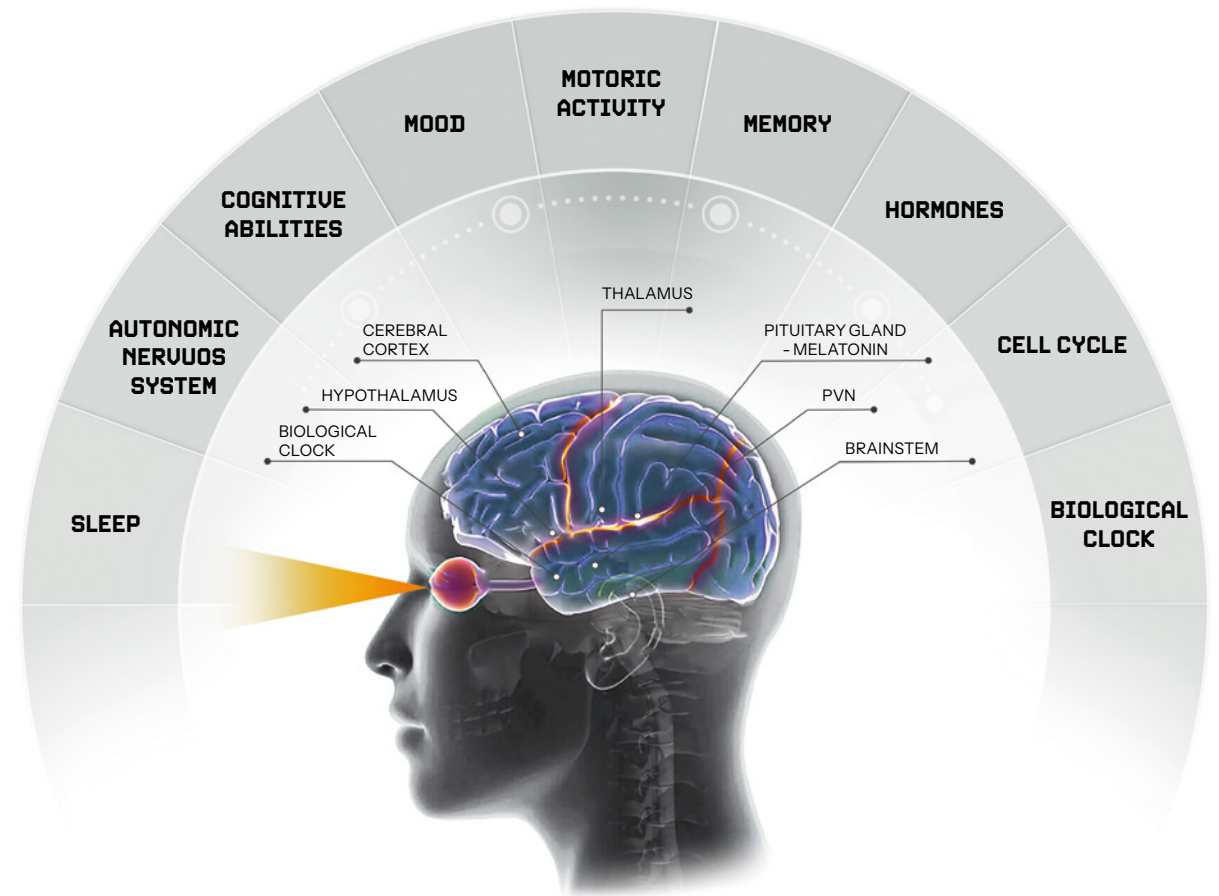 MOTORIC
ACTIVITY
MOOD
MEMORY
COGNITIVE
ABILITIES
HORMONES
AUTONOMIC
NERVUOS
SYSTEM
CELL CYCLE
SLEEP
BIOLOGICAL
CLOCK
THALAMUS
CEREBRAL
CORTEX
PITUITARY GLAND
- MELATONIN
HYPOTHALAMUS
PVN
BIOLOGICAL
CLOCK
BRAINSTEM